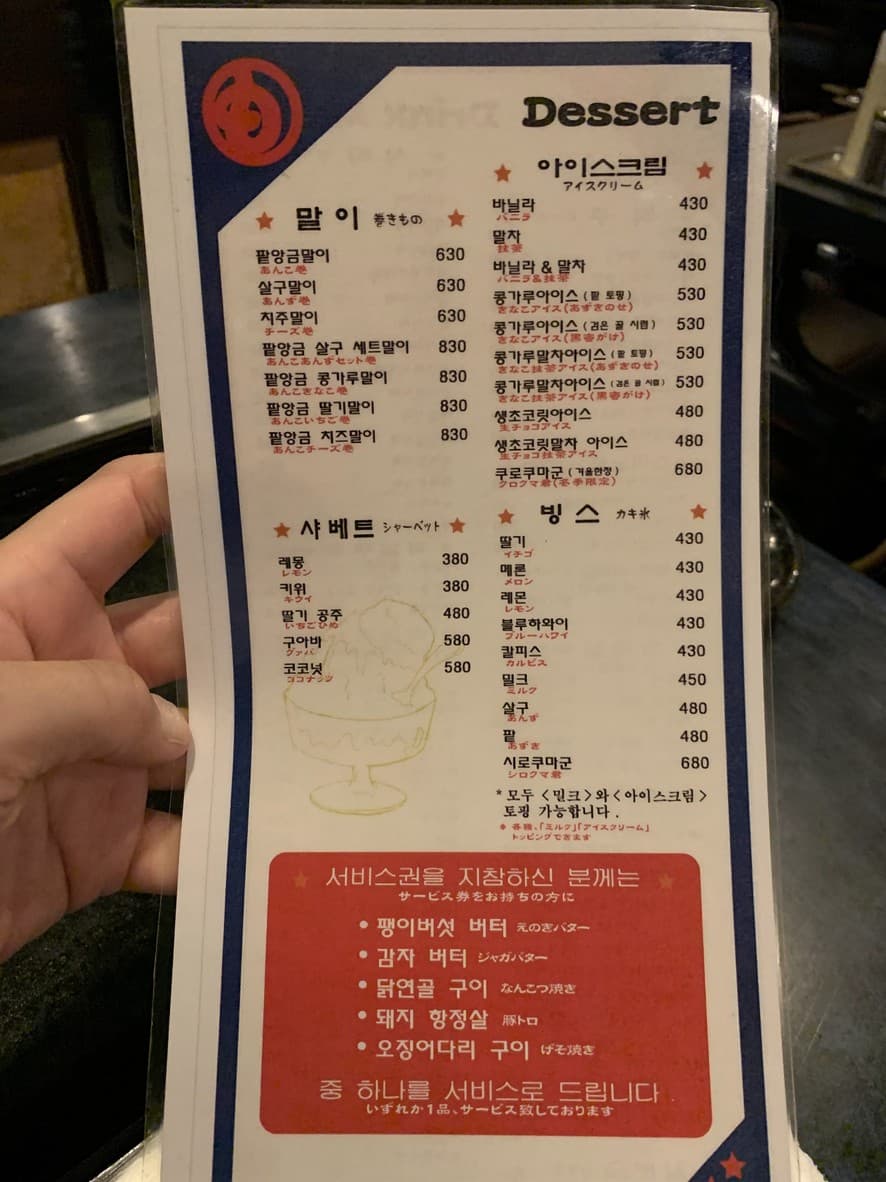 Dessert
말이 巻きもの
팥앙금말이 630
あんこ巻
살구말이 630
あんず巻
치주말이 630
チーズ巻
팥앙금 살구 세트말이 830
あんこあんずセット巻
팥앙금 콩가루말이 830
あんこきなこ巻
팥앙금 딸기말이 830
あんこいちご巻
팥앙금 치즈말이 830
あんこチーズ巻
샤베트 シャーベット
레몽 380
レモン
키위 380
キウイ
딸기 공주 480
いちごひめ
구아바 580
グァバ
코코넛 580
ココナッツ
아이스크림
アイスクリーム
바닐라 430
バニラ
말차 430
抹茶
바닐라 & 말차 430
バニラ&抹茶
콩가루아이스 (팥 토핑) 530
きなこアイス(あずきのせ)
콩가루아이스 (검은 꿀 시럽) 530
きなこアイス(黒蜜がけ)
콩가루말차아이스 (팥 토핑) 530
きなこ抹茶アイス(あずきのせ)
콩가루말차아이스 (검은 꿀 시럽) 530
きなこ抹茶アイス(黒蜜がけ)
생초코릿아이스 480
生チョコアイス
생초코릿말차 아이스 480
生チョコ抹茶アイス
쿠로쿠마군 (겨울한정) 680
クロクマ君(冬季限定)
빙스 カキ氷
딸기 430
イチゴ
메론 430
メロン
레몬 430
レモン
블루하와이 430
ブルーハワイ
칼피스 430
カルピス
밀크 450
ミルク
살구 480
あんず
팥 480
あずき
시로쿠마군 680
シロクマ君
*모두 <밀크>와<아이스크림>
토핑 가능합니다.
※ 各種、「ミルク」「アイスクリーム」
トッピングできます
서비스권을 지참하신 분께는
サービス券をお持ちの方に
• 팽이버섯 버터 えのきバター
• 감자 버터 ジャガバター
• 닭연골 구이 なんこつ焼き
• 돼지 항정살 豚トロ
• 오징어다리 구이 げそ焼き
중 하나를 서비스로 드립니다.
いずれか1品、サービス致しております